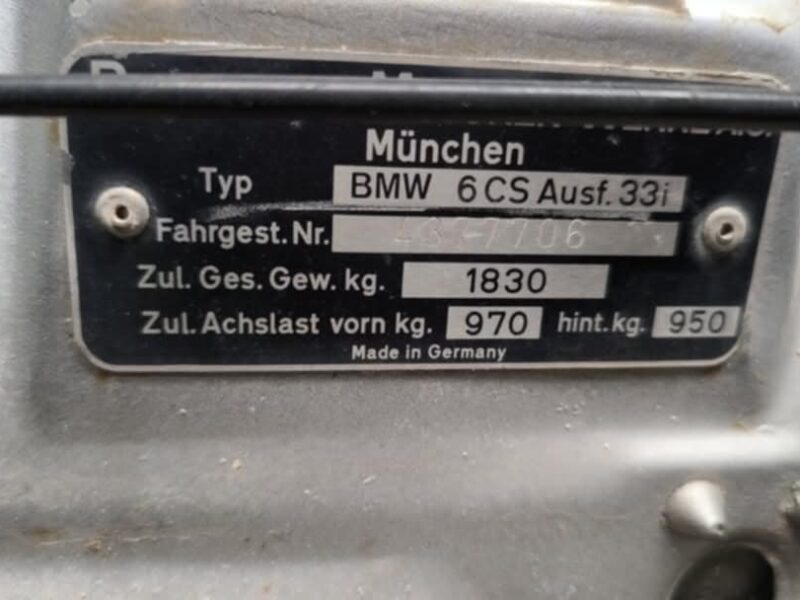 München
Typ BMW 6 CS Ausf. 33i
Fahrgest. Nr.
Zul. Ges. Gew. kg. 1830
Zul. Achslast vorn kg. 970 hint. kg. 950
Made in Germany